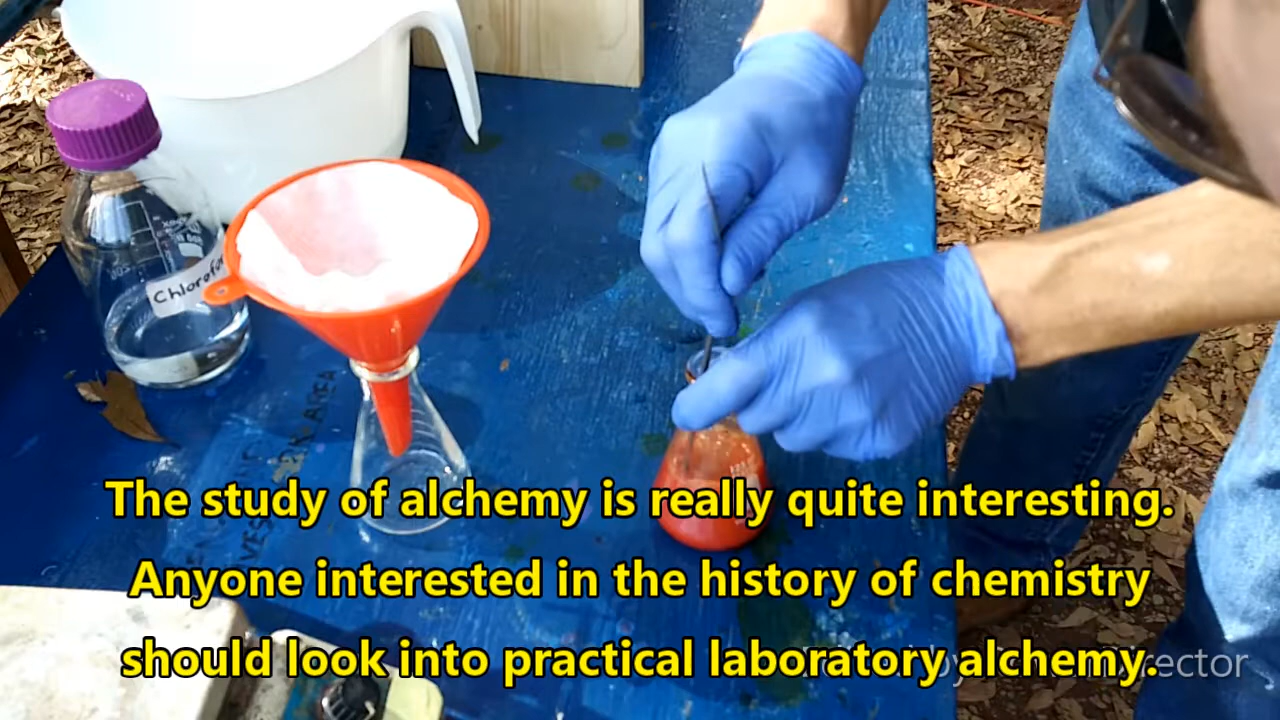 Chlorofo
AREA
The study of alchemy is really quite interesting.
Anyone interested in the history of chemistry
should look into practical laboratory alchemy.